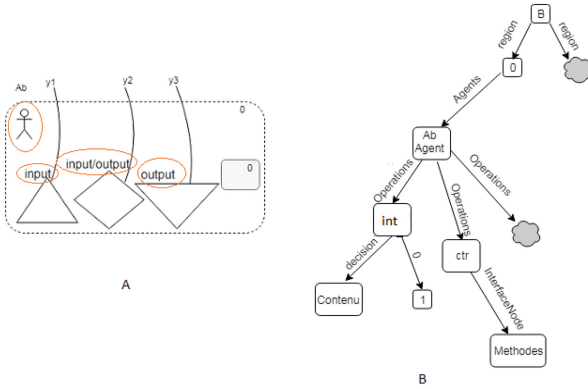 Ab
y1
y2
y3
0
input
input/output
output
0
A
B
region
region
0
Agents
Ab
Agent
Operations
Operations
Operations
int
ctr
decision
0
InterfaceNode
Contenu
1
Methodes
B